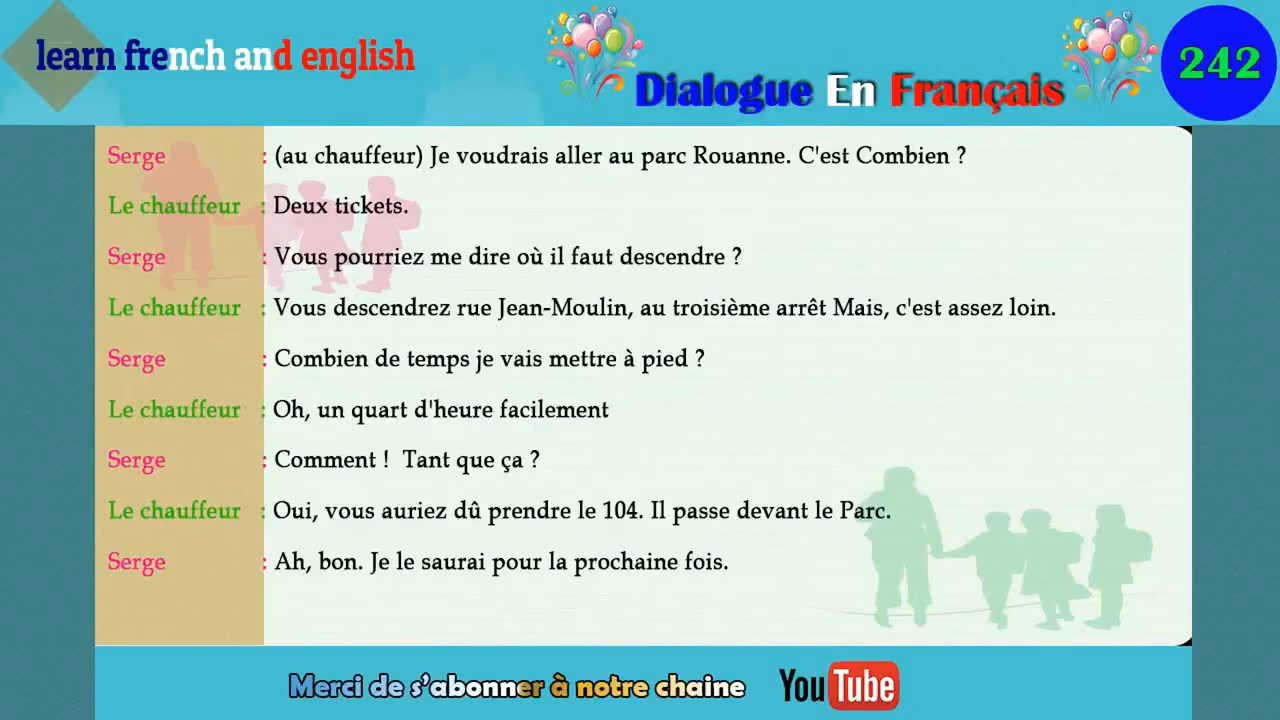 learn french and english
Dialogue En Français
242
Serge : (au chauffeur) Je voudrais aller au parc Rouanne. C'est Combien ?
Le chauffeur : Deux tickets.
Serge : Vous pourriez me dire où il faut descendre ?
Le chauffeur : Vous descendrez rue Jean-Moulin, au troisième arrêt Mais, c'est assez loin.
Serge : Combien de temps je vais mettre à pied ?
Le chauffeur : Oh, un quart d'heure facilement
Serge : Comment !  Tant que ça ?
Le chauffeur : Oui, vous auriez dû prendre le 104. Il passe devant le Parc.
Serge : Ah, bon. Je le saurai pour la prochaine fois.
Merci de s'abonner à notre chaine
YouTube